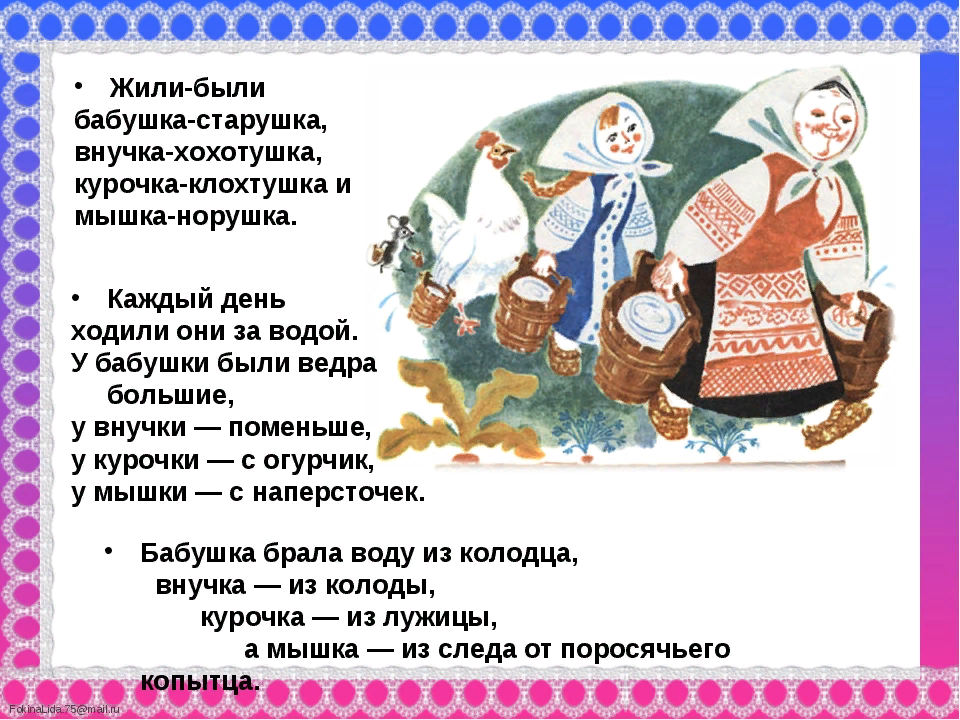 • Жили-были
бабушка-старушка,
внучка-хохотушка,
курочка-клохтушка и
мышка-норушка.
• Каждый день
ходили они за водой.
У бабушки были ведра
большие,
у внучки — поменьше,
у курочки — с огурчик,
у мышки — с наперсточек.
• Бабушка брала воду из колодца,
внучка — из колоды,
курочка — из лужицы,
а мышка — из следа от поросячьего
копытца.
FokinaLida.75@mail.ru